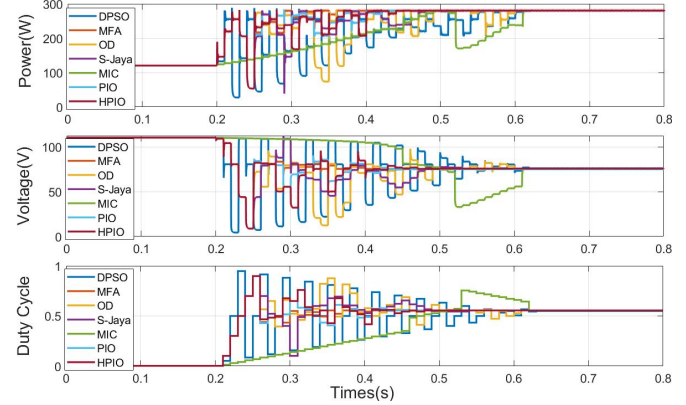 Power(W)
300
200
100
0
DPSO
MFA
OD
S-Jaya
MIC
PIO
HPIO
0 0.1 0.2 0.3 0.4 0.5 0.6 0.7 0.8
Voltage(V)
100
50
0
DPSO
MFA
OD
S-Jaya
MIC
PIO
HPIO
0 0.1 0.2 0.3 0.4 0.5 0.6 0.7 0.8
Duty Cycle
1
0.5
0
DPSO
MFA
OD
S-Jaya
MIC
PIO
HPIO
0 0.1 0.2 0.3 0.4 0.5 0.6 0.7 0.8
Times(s)